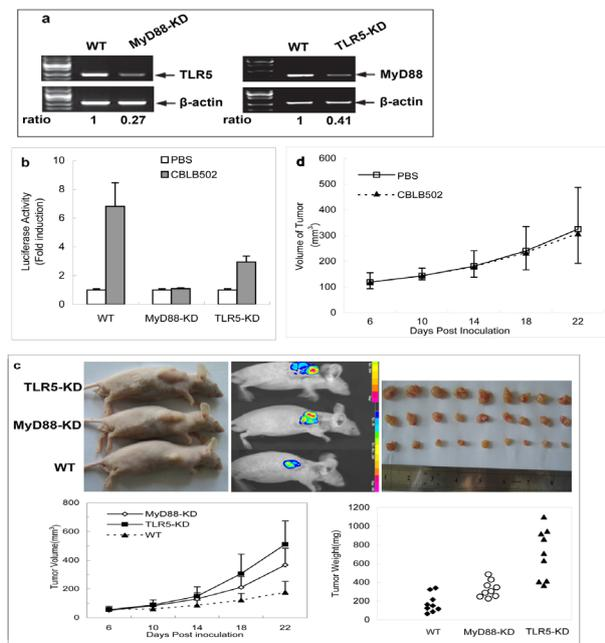 a
WT MyD88-KD
TLR5
β-actin
ratio 1 0.27
WT TLR5-KD
MyD88
β-actin
ratio 1 0.41
b
PBS
CBLB502
Luciferase Activity
(Fold induction)
10
8
6
4
2
0
WT MyD88-KD TLR5-KD
d
PBS
CBLB502
Volume of Tumor
(mm³)
600
500
400
300
200
100
0
6 10 14 18 22
Days Post Inoculation
c
TLR5-KD
MyD88-KD
WT
MyD88-KD
TLR5-KD
WT
Tumor Volume(mm³)
800
600
400
200
0
6 10 14 18 22
Days Post inoculation
Tumor Weight(mg)
1200
1000
800
600
400
200
0
WT MyD88-KD TLR5-KD